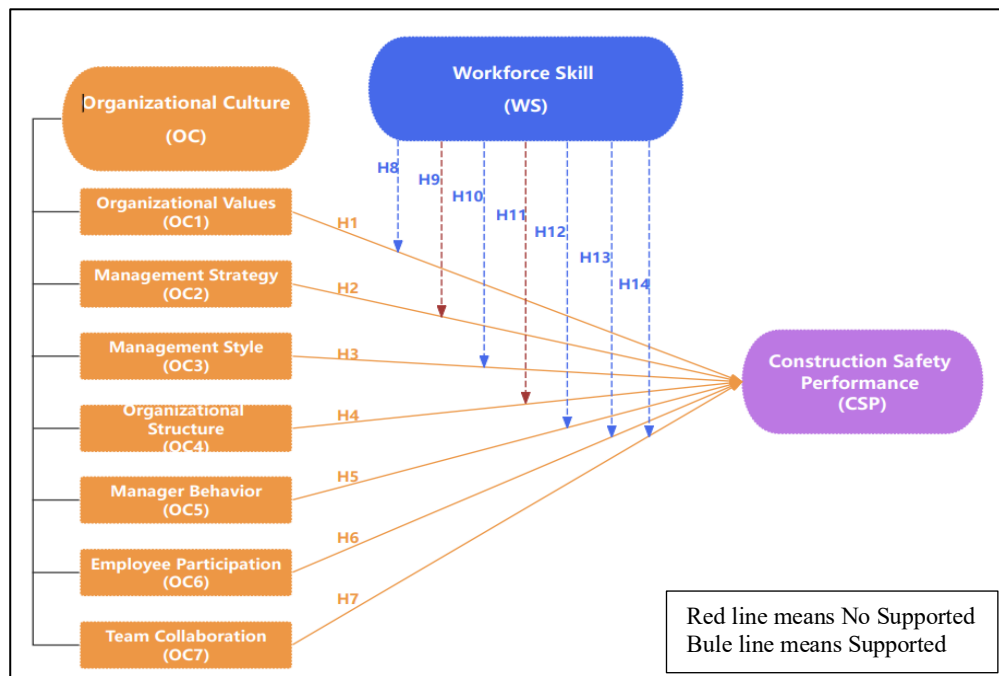 Organizational Culture
(OC)
Workforce Skill
(WS)
H8
H9
H10
H11
H12
H13
H14
Organizational Values
(OC1)
H1
Management Strategy
(OC2)
H2
Management Style
(OC3)
H3
Organizational
Structure
(OC4)
H4
Manager Behavior
(OC5)
H5
Employee Participation
(OC6)
H6
Team Collaboration
(OC7)
H7
Construction Safety
Performance
(CSP)
Red line means No Supported
Bule line means Supported